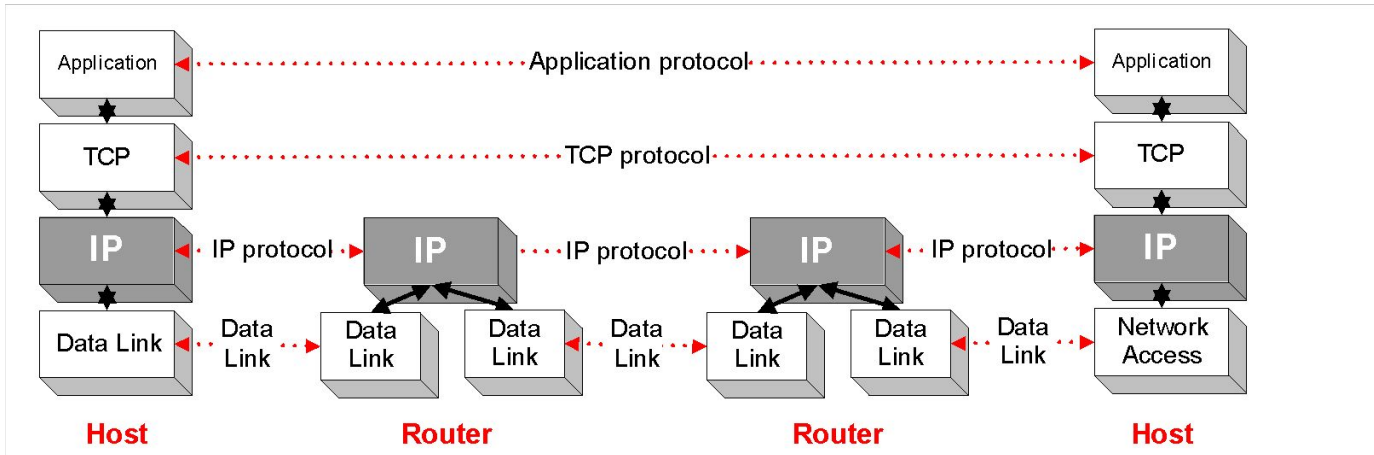 Application
Application protocol
Application
TCP
TCP protocol
TCP
IP
IP protocol
IP
IP protocol
IP
IP protocol
IP
Data Link
Data
Link
Data
Link
Data
Link
Data
Link
Data
Link
Data
Link
Data
Link
Network
Access
Host
Router
Router
Host